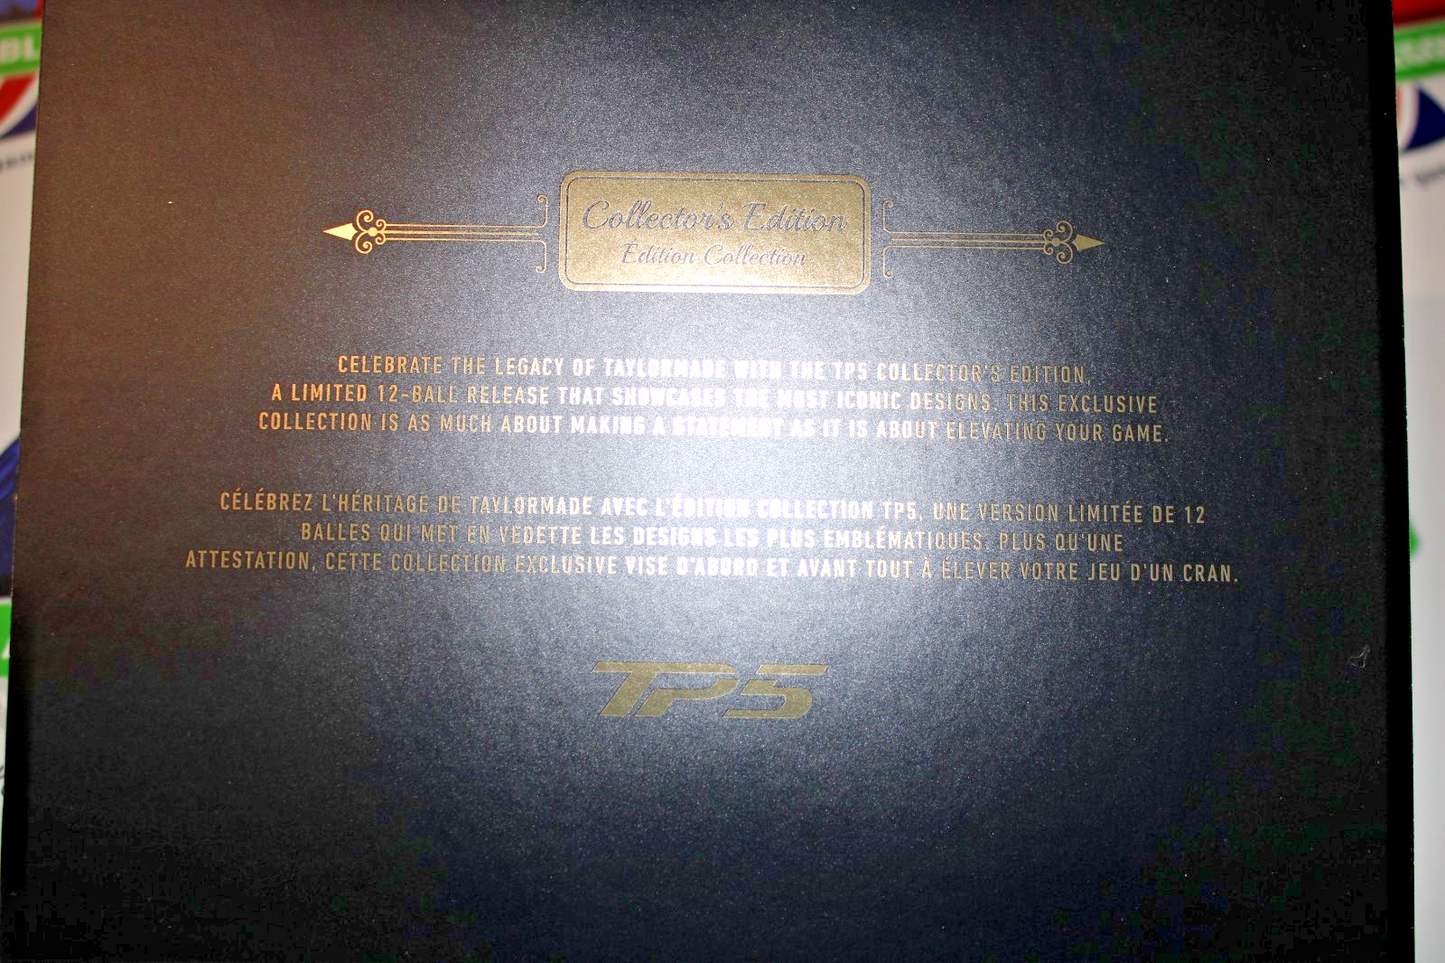 Collector's Edition
Édition Collection
CELEBRATE THE LEGACY OF TAYLORMADE WITH THE TP5 COLLECTOR'S EDITION,
A LIMITED 12-BALL RELEASE THAT SHOWCASES THE MOST ICONIC DESIGNS. THIS EXCLUSIVE
COLLECTION IS AS MUCH ABOUT MAKING A STATEMENT AS IT IS ABOUT ELEVATING YOUR GAME.
CÉLÉBREZ L'HÉRITAGE DE TAYLORMADE AVEC L'ÉDITION COLLECTION TP5, UNE VERSION LIMITÉE DE 12
BALLES QUI MET EN VEDETTE LES DESIGNS LES PLUS EMBLÉMATIQUES. PLUS QU'UNE
ATTESTATION, CETTE COLLECTION EXCLUSIVE VISE D'ABORD ET AVANT TOUT À ÉLEVER VOTRE JEU D'UN CRAN.
TP5